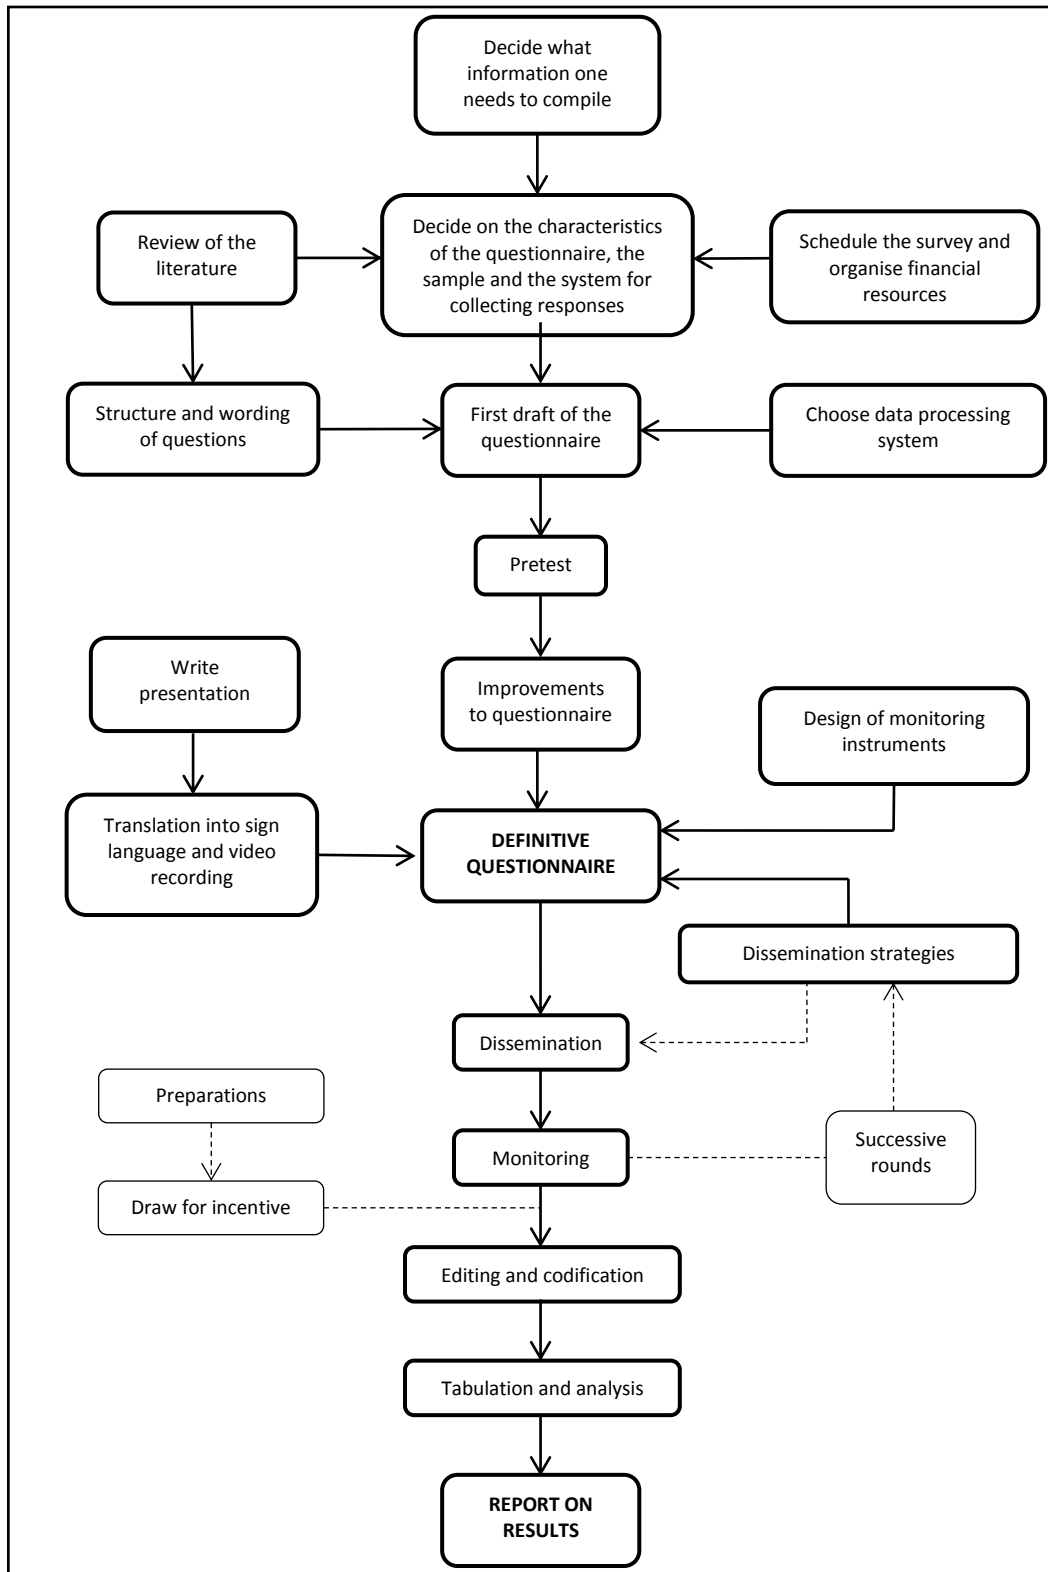 Decide what
information one
needs to compile
Review of the
literature
Decide on the characteristics
of the questionnaire, the
sample and the system for
collecting responses
Schedule the survey and
organise financial
resources
Structure and wording
of questions
First draft of the
questionnaire
Choose data processing
system
Pretest
Write
presentation
Improvements
to questionnaire
Design of monitoring
instruments
Translation into sign
language and video
recording
DEFINITIVE
QUESTIONNAIRE
Dissemination strategies
Dissemination
Preparations
Monitoring
Successive
rounds
Draw for incentive
Editing and codification
Tabulation and analysis
REPORT ON
RESULTS